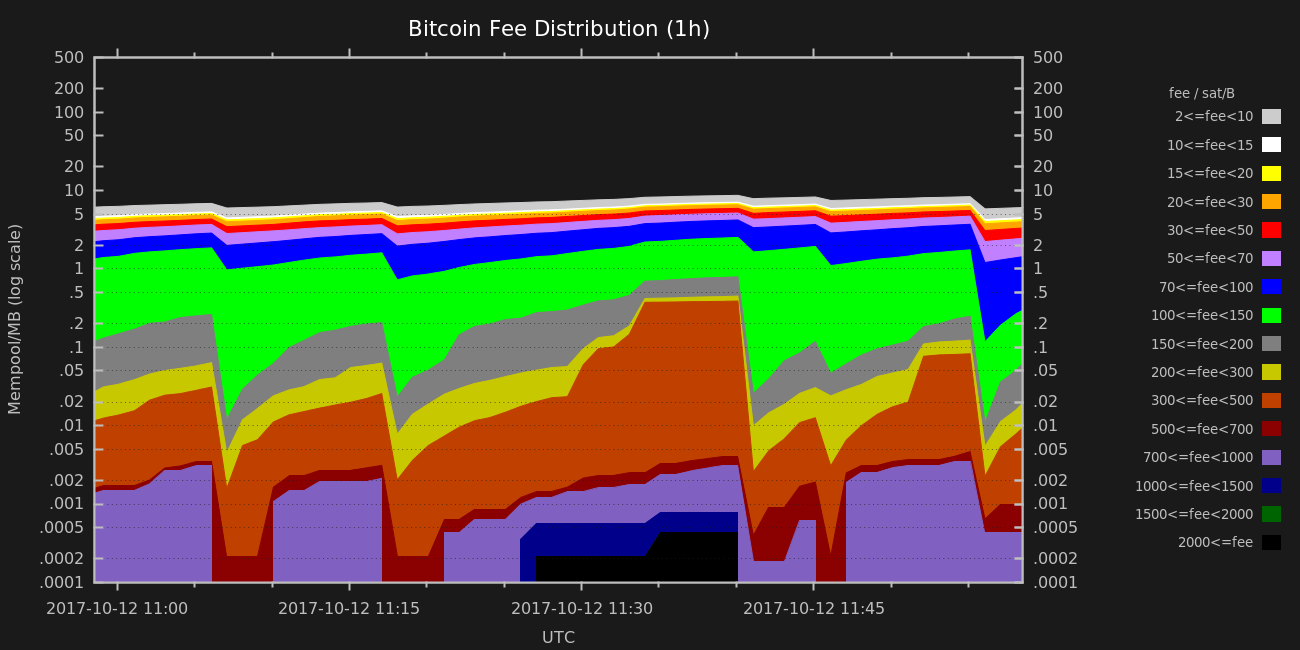 Bitcoin Fee Distribution (1h)
500
200
100
50
20
10
5
2
1
.5
.2
.1
.05
.02
.01
.005
.002
.001
.0005
.0002
.0001
Mempool/MB (log scale)
500
200
100
50
20
10
5
2
1
.5
.2
.1
.05
.02
.01
.005
.002
.001
.0005
.0002
.0001
2017-10-12 11:00
2017-10-12 11:15
2017-10-12 11:30
2017-10-12 11:45
UTC
fee / sat/B
2<=fee<10
10<=fee<15
15<=fee<20
20<=fee<30
30<=fee<50
50<=fee<70
70<=fee<100
100<=fee<150
150<=fee<200
200<=fee<300
300<=fee<500
500<=fee<700
700<=fee<1000
1000<=fee<1500
1500<=fee<2000
2000<=fee